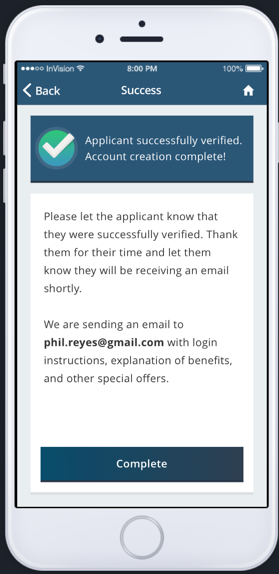 InVision 8:00 PM 100%
Back Success
Applicant successfully verified.
Account creation complete!
Please let the applicant know that
they were successfully verified. Thank
them for their time and let them
know they will be receiving an email
shortly.
We are sending an email to
phil.reyes@gmail.com with login
instructions, explanation of benefits,
and other special offers.
Complete